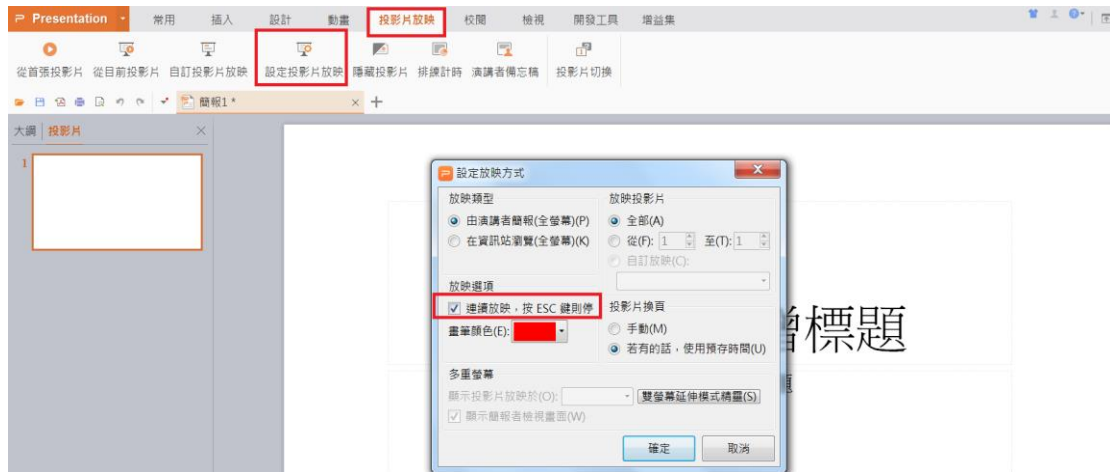 Presentation 常用 插入 設計 動畫 投影片放映 校閱 檢視 開發工具 增益集
從首張投影片 從目前投影片 自訂投影片放映 設定投影片放映 隱藏投影片 排練計時 演講者備忘稿 投影片切換
簡報1 *
大綱 投影片
1
設定放映方式
放映類型
由演講者簡報(全螢幕)(P)
在資訊站瀏覽(全螢幕)(K)
放映投影片
全部(A)
從(F): 1 至(T): 1
自訂放映(C):
放映選項
連續放映，按 ESC 鍵則停
畫筆顏色(E):
投影片換頁
手動(M)
若有的話，使用預存時間(U)
多重螢幕
顯示投影片放映於(O): 雙螢幕延伸模式精靈(S)
顯示簡報者檢視畫面(W)
確定 取消
標題